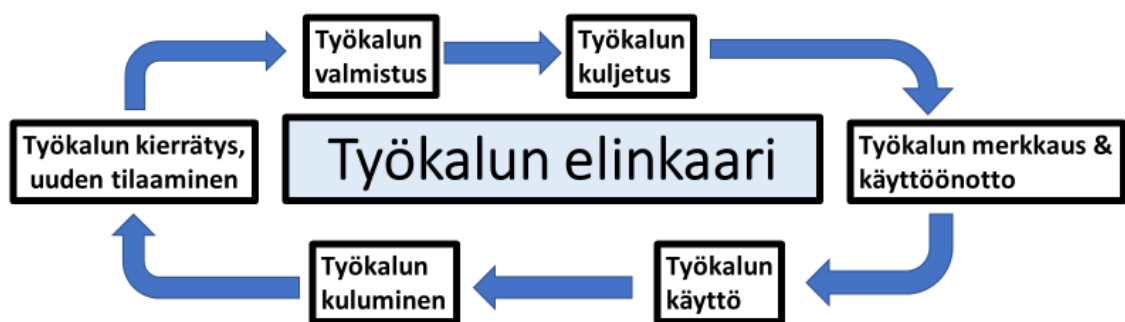 Työkalun
valmistus
Työkalun
kuljetus
Työkalun kierrätys,
uuden tilaaminen
Työkalun elinkaari
Työkalun merkkaus &
käyttöönotto
Työkalun
kuluminen
Työkalun
käyttö